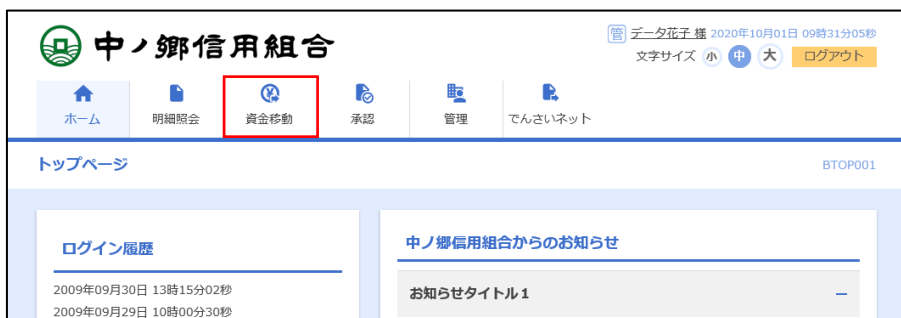 中ノ郷信用組合
管 データ花子 様 2020年10月01日 09時31分05秒
文字サイズ 小 中 大 ログアウト
ホーム 明細照会 資金移動 承認 管理 でんさいネット
トップページ BTOP001
ログイン履歴
2009年09月30日 13時15分02秒
2009年09月29日 10時00分30秒
中ノ郷信用組合からのお知らせ
お知らせタイトル1